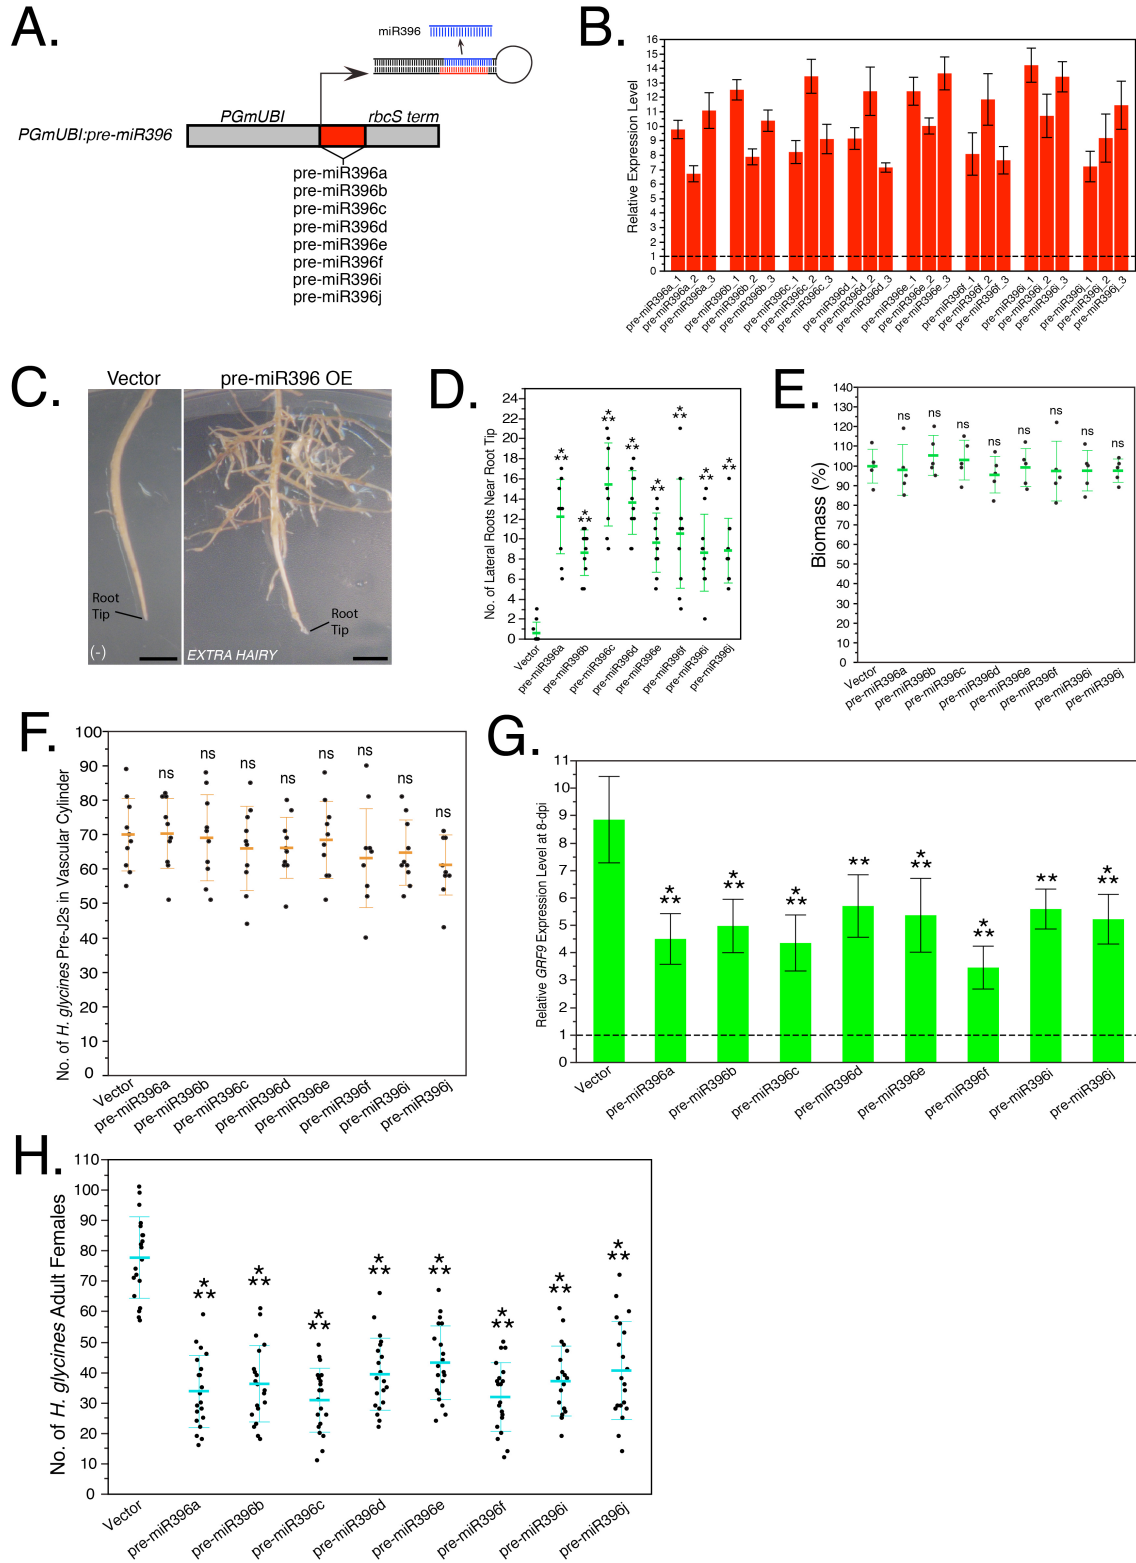 A.
miR396
PGmUBI
rbcS term
PGmUBI:pre-miR396
pre-miR396a
pre-miR396b
pre-miR396c
pre-miR396d
pre-miR396e
pre-miR396f
pre-miR396i
pre-miR396j
B.
Relative Expression Level
16
15
14
13
12
11
10
9
8
7
6
5
4
3
2
1
0
pre-miR396a_1
pre-miR396a_2
pre-miR396a_3
pre-miR396b_1
pre-miR396b_2
pre-miR396b_3
pre-miR396c_1
pre-miR396c_2
pre-miR396c_3
pre-miR396d_1
pre-miR396d_2
pre-miR396d_3
pre-miR396e_1
pre-miR396e_2
pre-miR396e_3
pre-miR396f_1
pre-miR396f_2
pre-miR396f_3
pre-miR396i_1
pre-miR396i_2
pre-miR396i_3
pre-miR396j_1
pre-miR396j_2
pre-miR396j_3
C.
Vector
pre-miR396 OE
Root
Tip
(-)
Root
Tip
EXTRA HAIRY
D.
No. of Lateral Roots Near Root Tip
24
22
20
18
16
14
12
10
8
6
4
2
0
*
**
*
**
*
**
*
**
*
**
*
**
*
**
*
**
Vector
pre-miR396a
pre-miR396b
pre-miR396c
pre-miR396d
pre-miR396e
pre-miR396f
pre-miR396i
pre-miR396j
E.
Biomass (%)
140
130
120
110
100
90
80
70
60
50
40
30
20
10
0
ns
ns
ns
ns
ns
ns
ns
ns
Vector
pre-miR396a
pre-miR396b
pre-miR396c
pre-miR396d
pre-miR396e
pre-miR396f
pre-miR396i
pre-miR396j
F.
No. of H. glycines Pre-J2s in Vascular Cylinder
100
90
80
70
60
50
40
30
20
10
0
ns
ns
ns
ns
ns
ns
ns
ns
Vector
pre-miR396a
pre-miR396b
pre-miR396c
pre-miR396d
pre-miR396e
pre-miR396f
pre-miR396i
pre-miR396j
G.
Relative GRF9 Expression Level at 8-dpi
11
10
9
8
7
6
5
4
3
2
1
0
*
**
*
**
*
**
**
*
**
*
**
**
*
**
Vector
pre-miR396a
pre-miR396b
pre-miR396c
pre-miR396d
pre-miR396e
pre-miR396f
pre-miR396i
pre-miR396j
H.
No. of H. glycines Adult Females
110
100
90
80
70
60
50
40
30
20
10
0
*
**
*
**
*
**
*
**
*
**
*
**
*
**
*
**
Vector
pre-miR396a
pre-miR396b
pre-miR396c
pre-miR396d
pre-miR396e
pre-miR396f
pre-miR396i
pre-miR396j